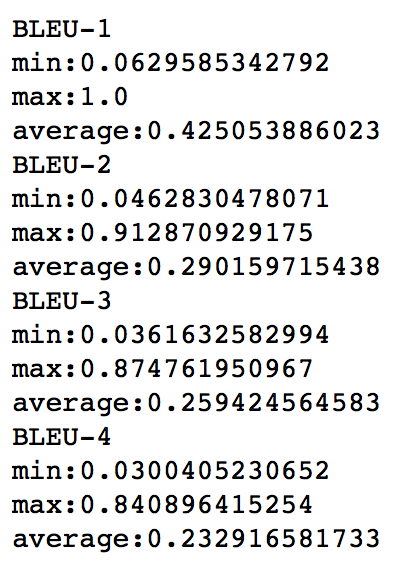 BLEU-1
min:0.0629585342792
max:1.0
average:0.425053886023
BLEU-2
min:0.0462830478071
max:0.912870929175
average:0.290159715438
BLEU-3
min:0.0361632582994
max:0.874761950967
average:0.259424564583
BLEU-4
min:0.0300405230652
max:0.840896415254
average:0.232916581733